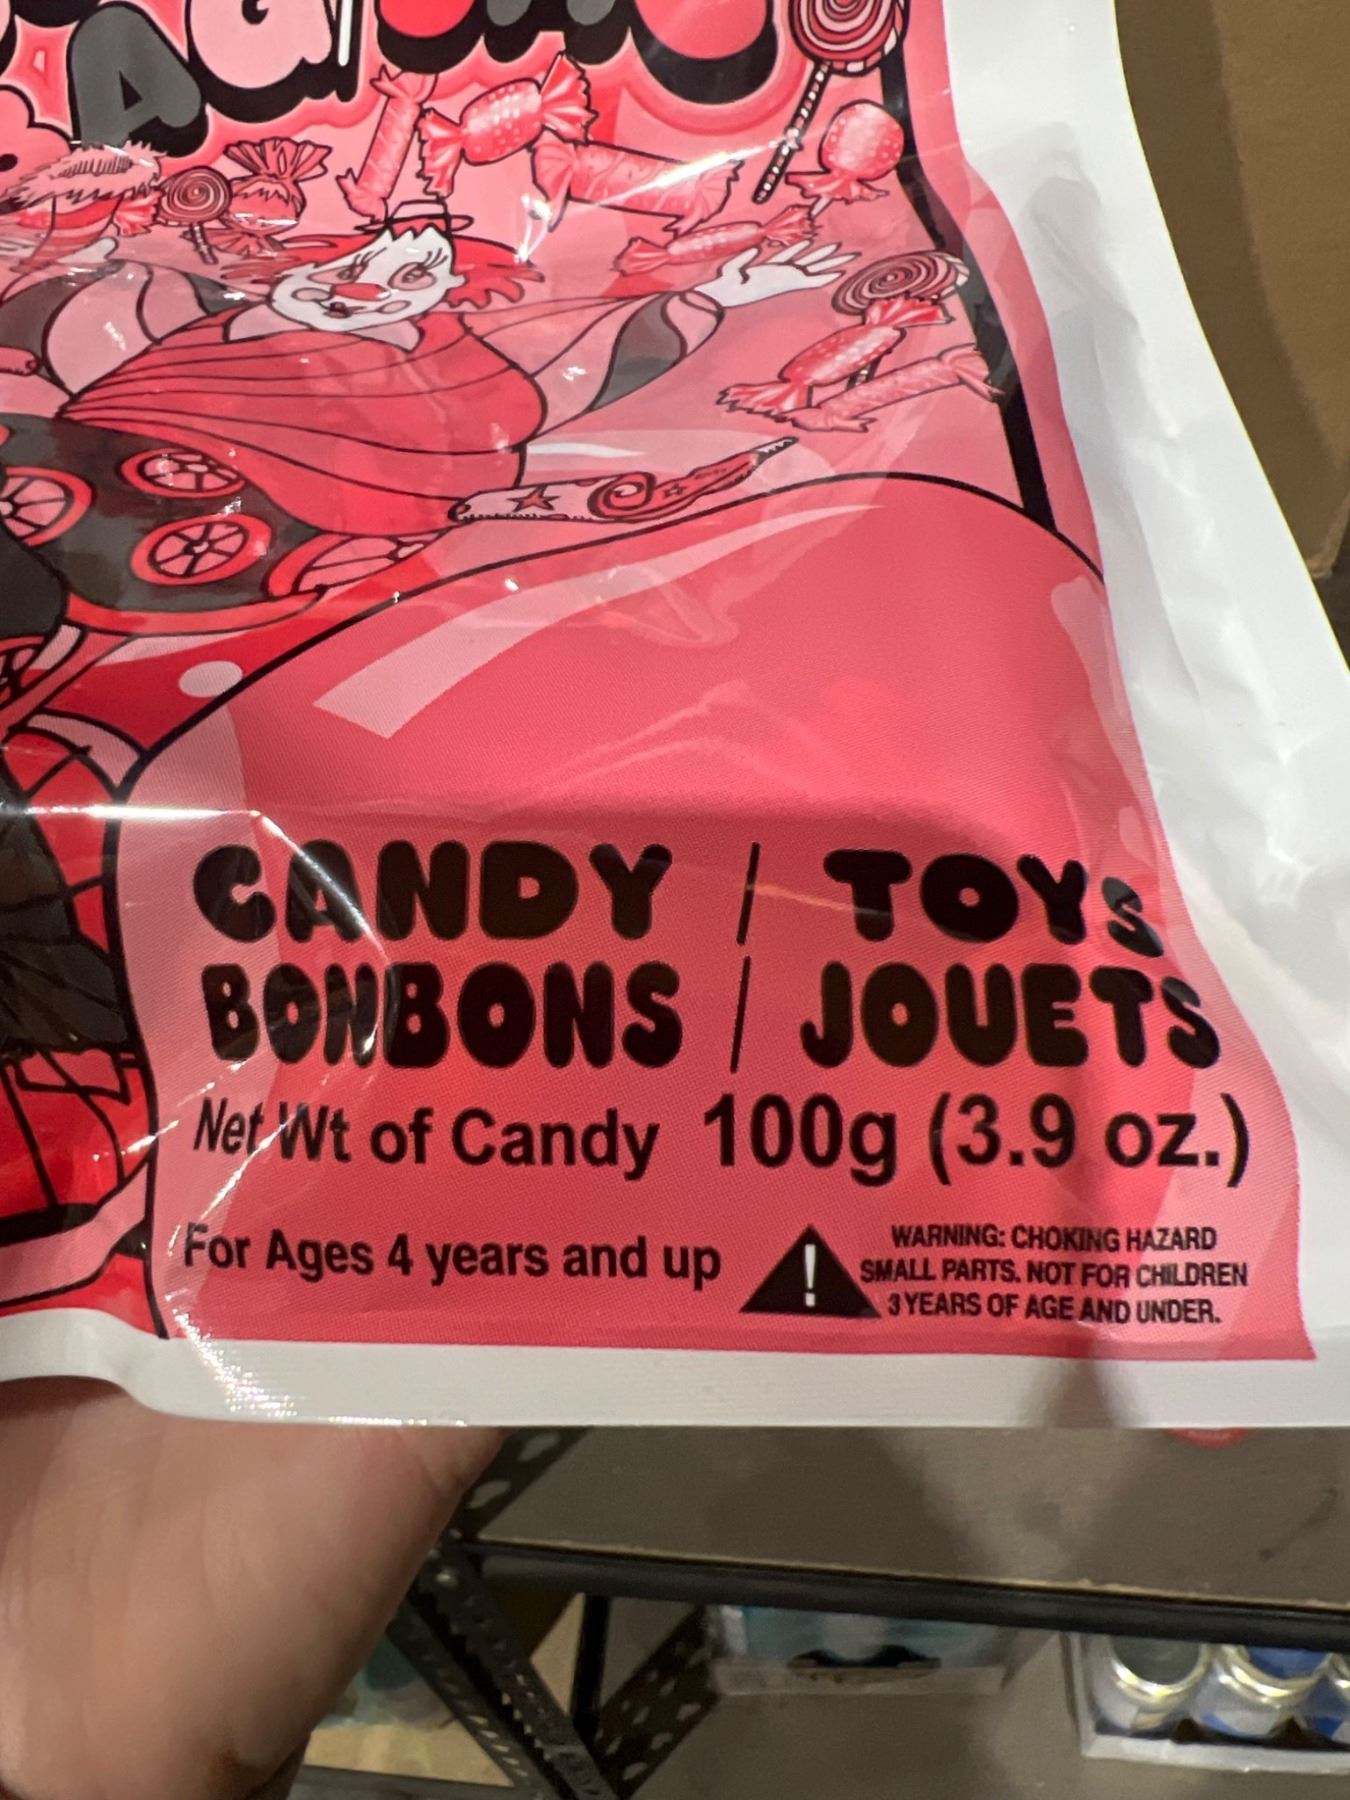 CANDY / TOYS
BONBONS / JOUETS
Net Wt of Candy 100g (3.9 oz.)
For Ages 4 years and up
WARNING: CHOKING HAZARD
SMALL PARTS. NOT FOR CHILDREN
3 YEARS OF AGE AND UNDER.